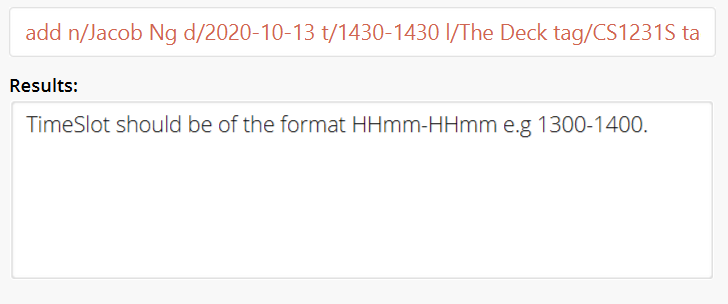 add n/Jacob Ng d/2020-10-13 t/1430-1430 l/The Deck tag/CS1231S ta
Results:
TimeSlot should be of the format HHmm-HHmm e.g 1300-1400.